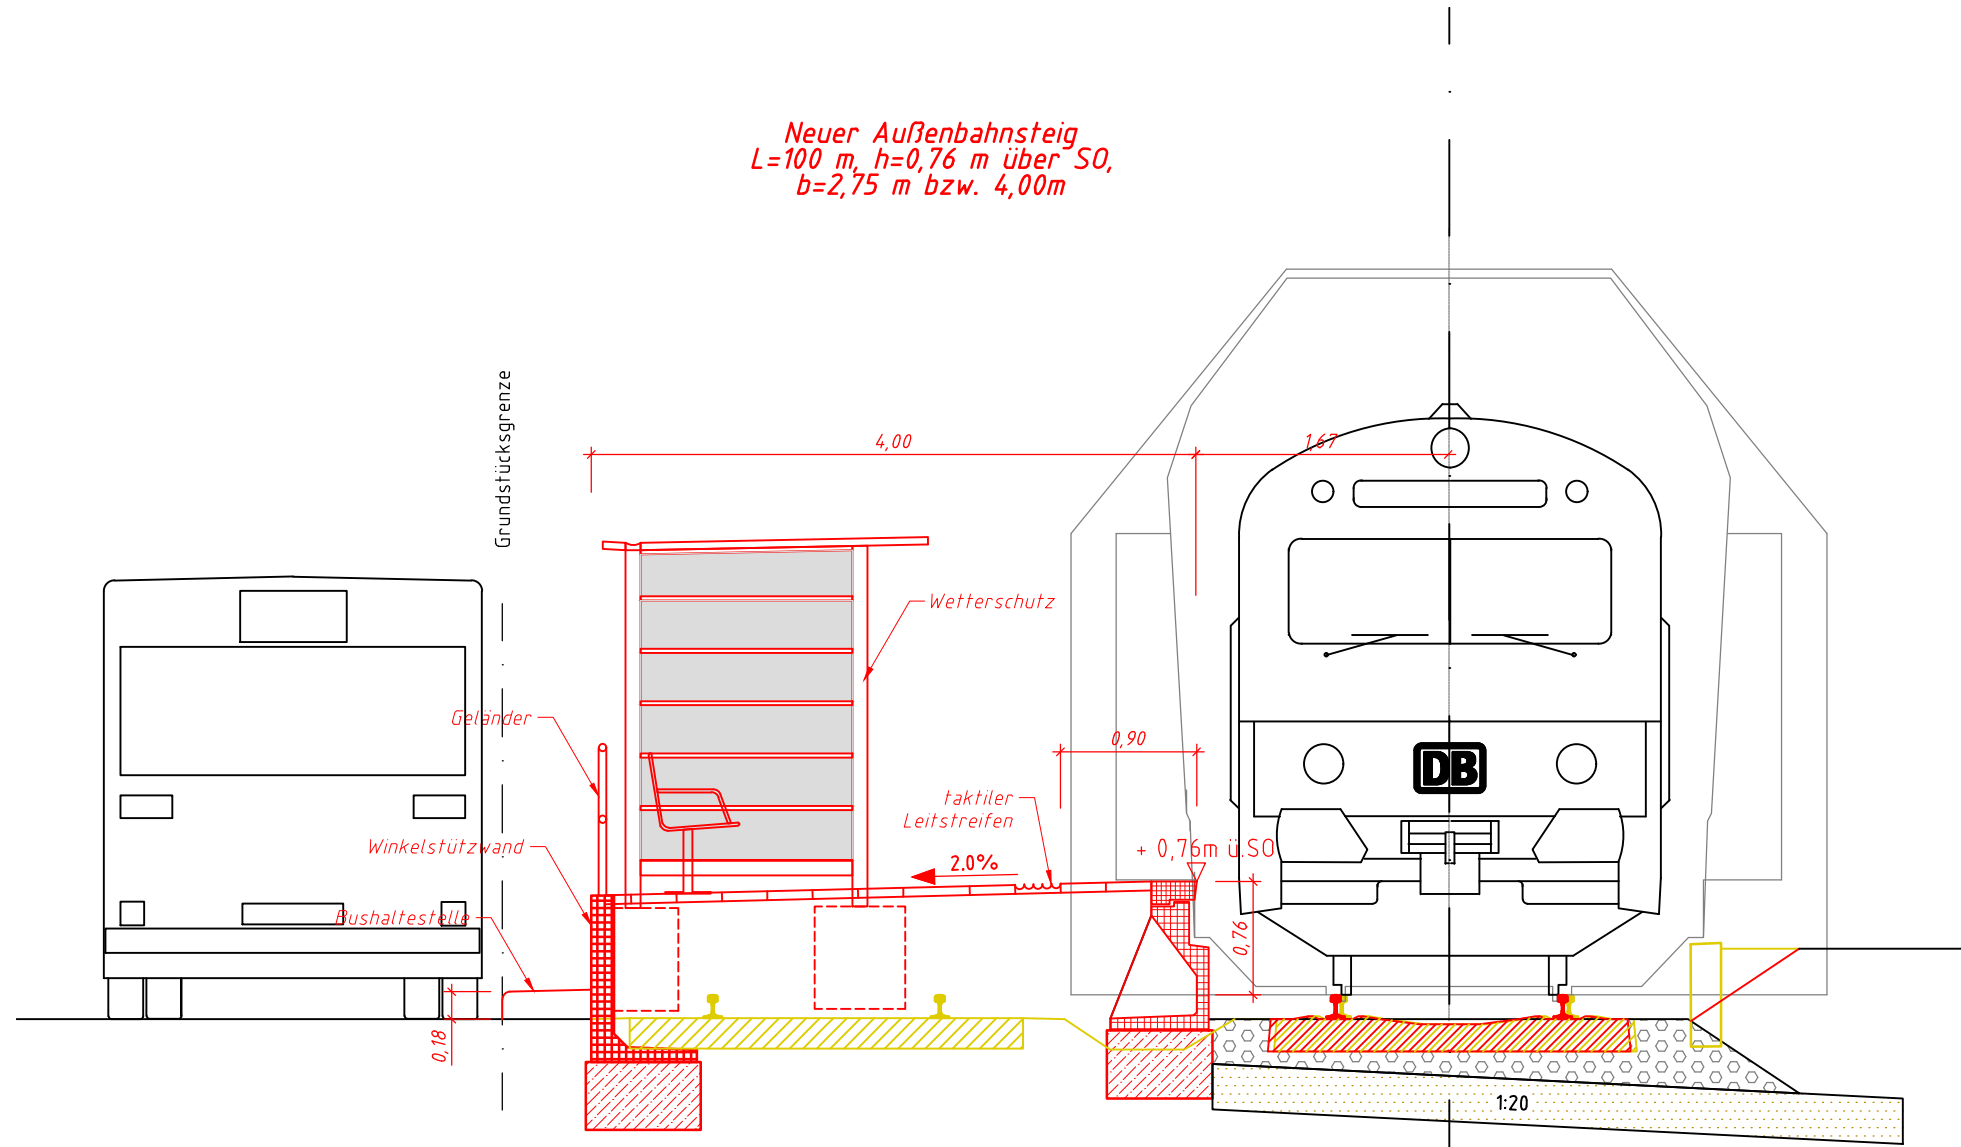 Neuer Außenbahnsteig
L=100 m, h=0,76 m über SO,
b=2,75 m bzw. 4,00m
Grundstücksgrenze
4,00
1,67
Wetterschutz
Geländer
0,90
DB
taktiler
Leitstreifen
Winkelstützwand
2.0%
+ 0,76m ü.SO
Bushaltestelle
0,76
0,18
1:20